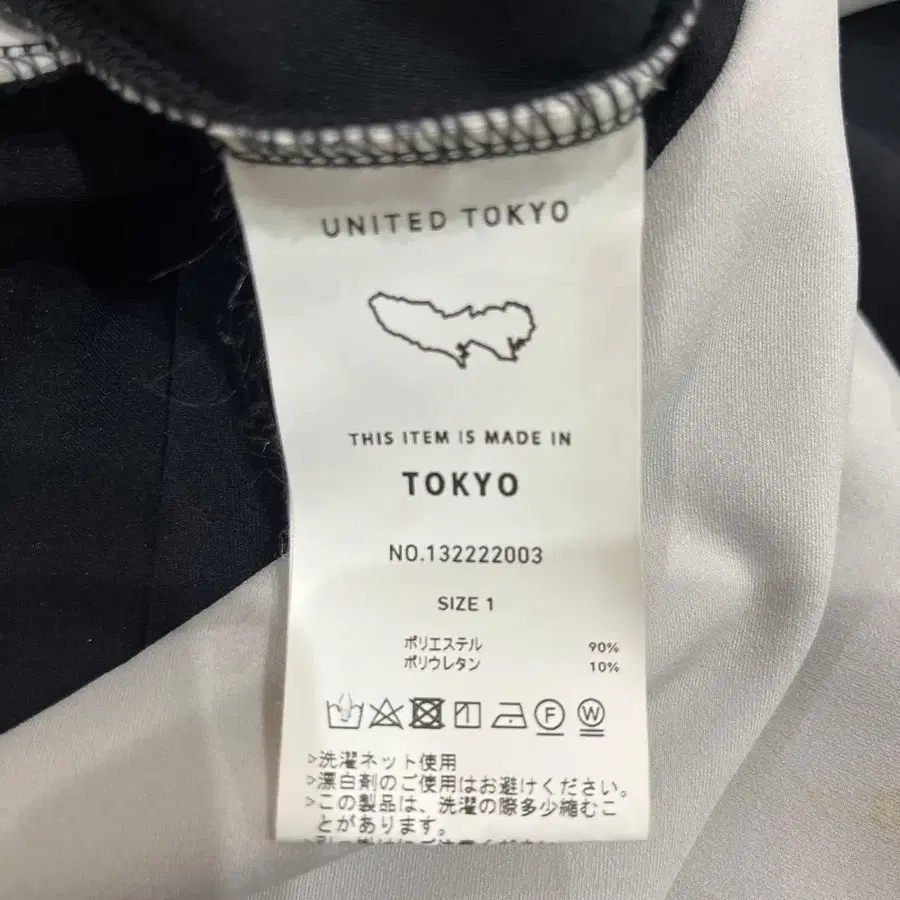 UNITED TOKYO
THIS ITEM IS MADE IN
TOKYO
NO.132222003
SIZE 1
ポリエステル 90%
ポリウレタン 10%
F W
>洗濯ネット使用
>漂白剤のご使用はお避けください。
>この製品は、洗濯の際多少縮むこ
とがあります。